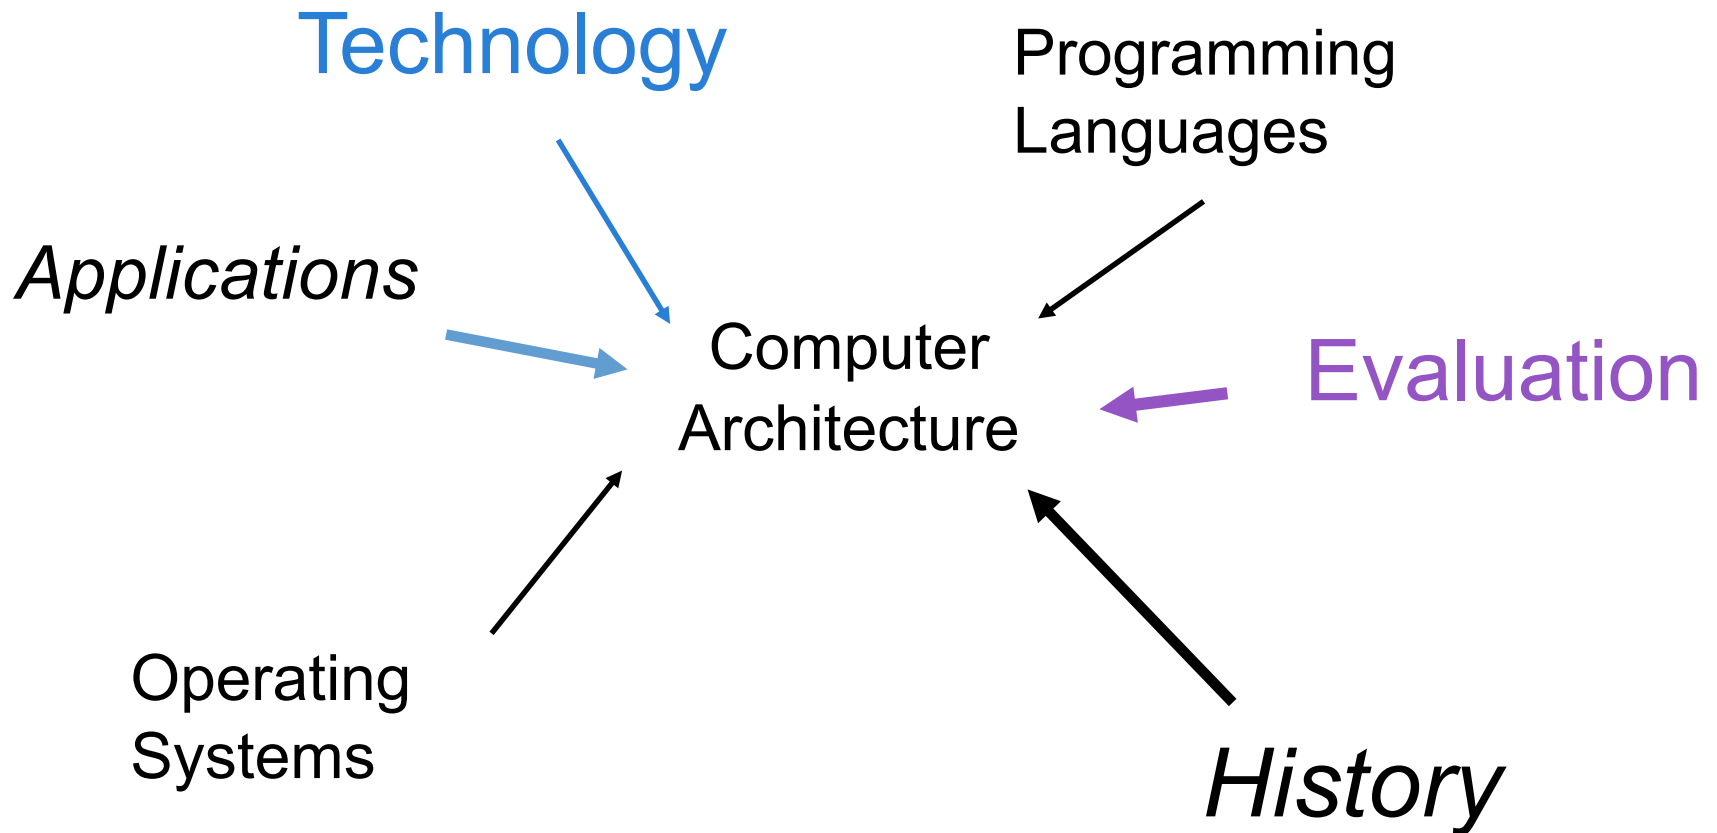 Technology
Programming
Languages
Applications
Computer
Architecture
Evaluation
Operating
Systems
History